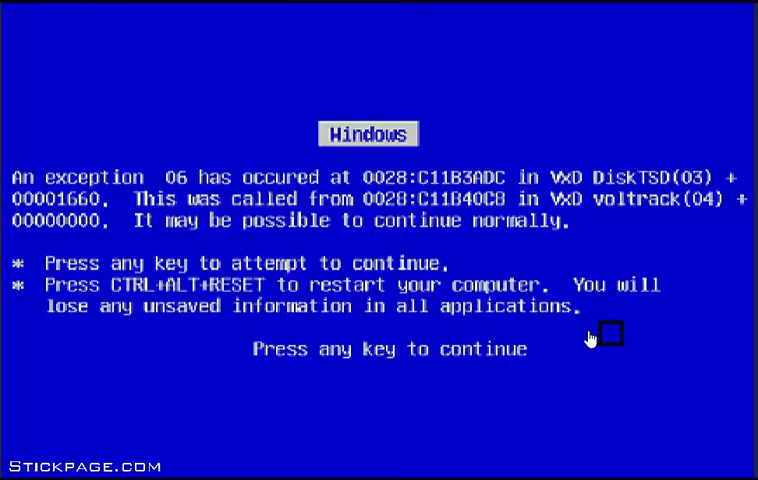 Windows
An exception 06 has occured at 0028:C11B3ADC in VxD DiskTSD(03) +
00001660. This was called from 0028:C11B40C8 in VxD voltrack(04) +
00000000. It may be possible to continue normally.
* Press any key to attempt to continue.
* Press CTRL+ALT+RESET to restart your computer. You will
lose any unsaved information in all applications.
Press any key to continue
STICKPAGE.COM